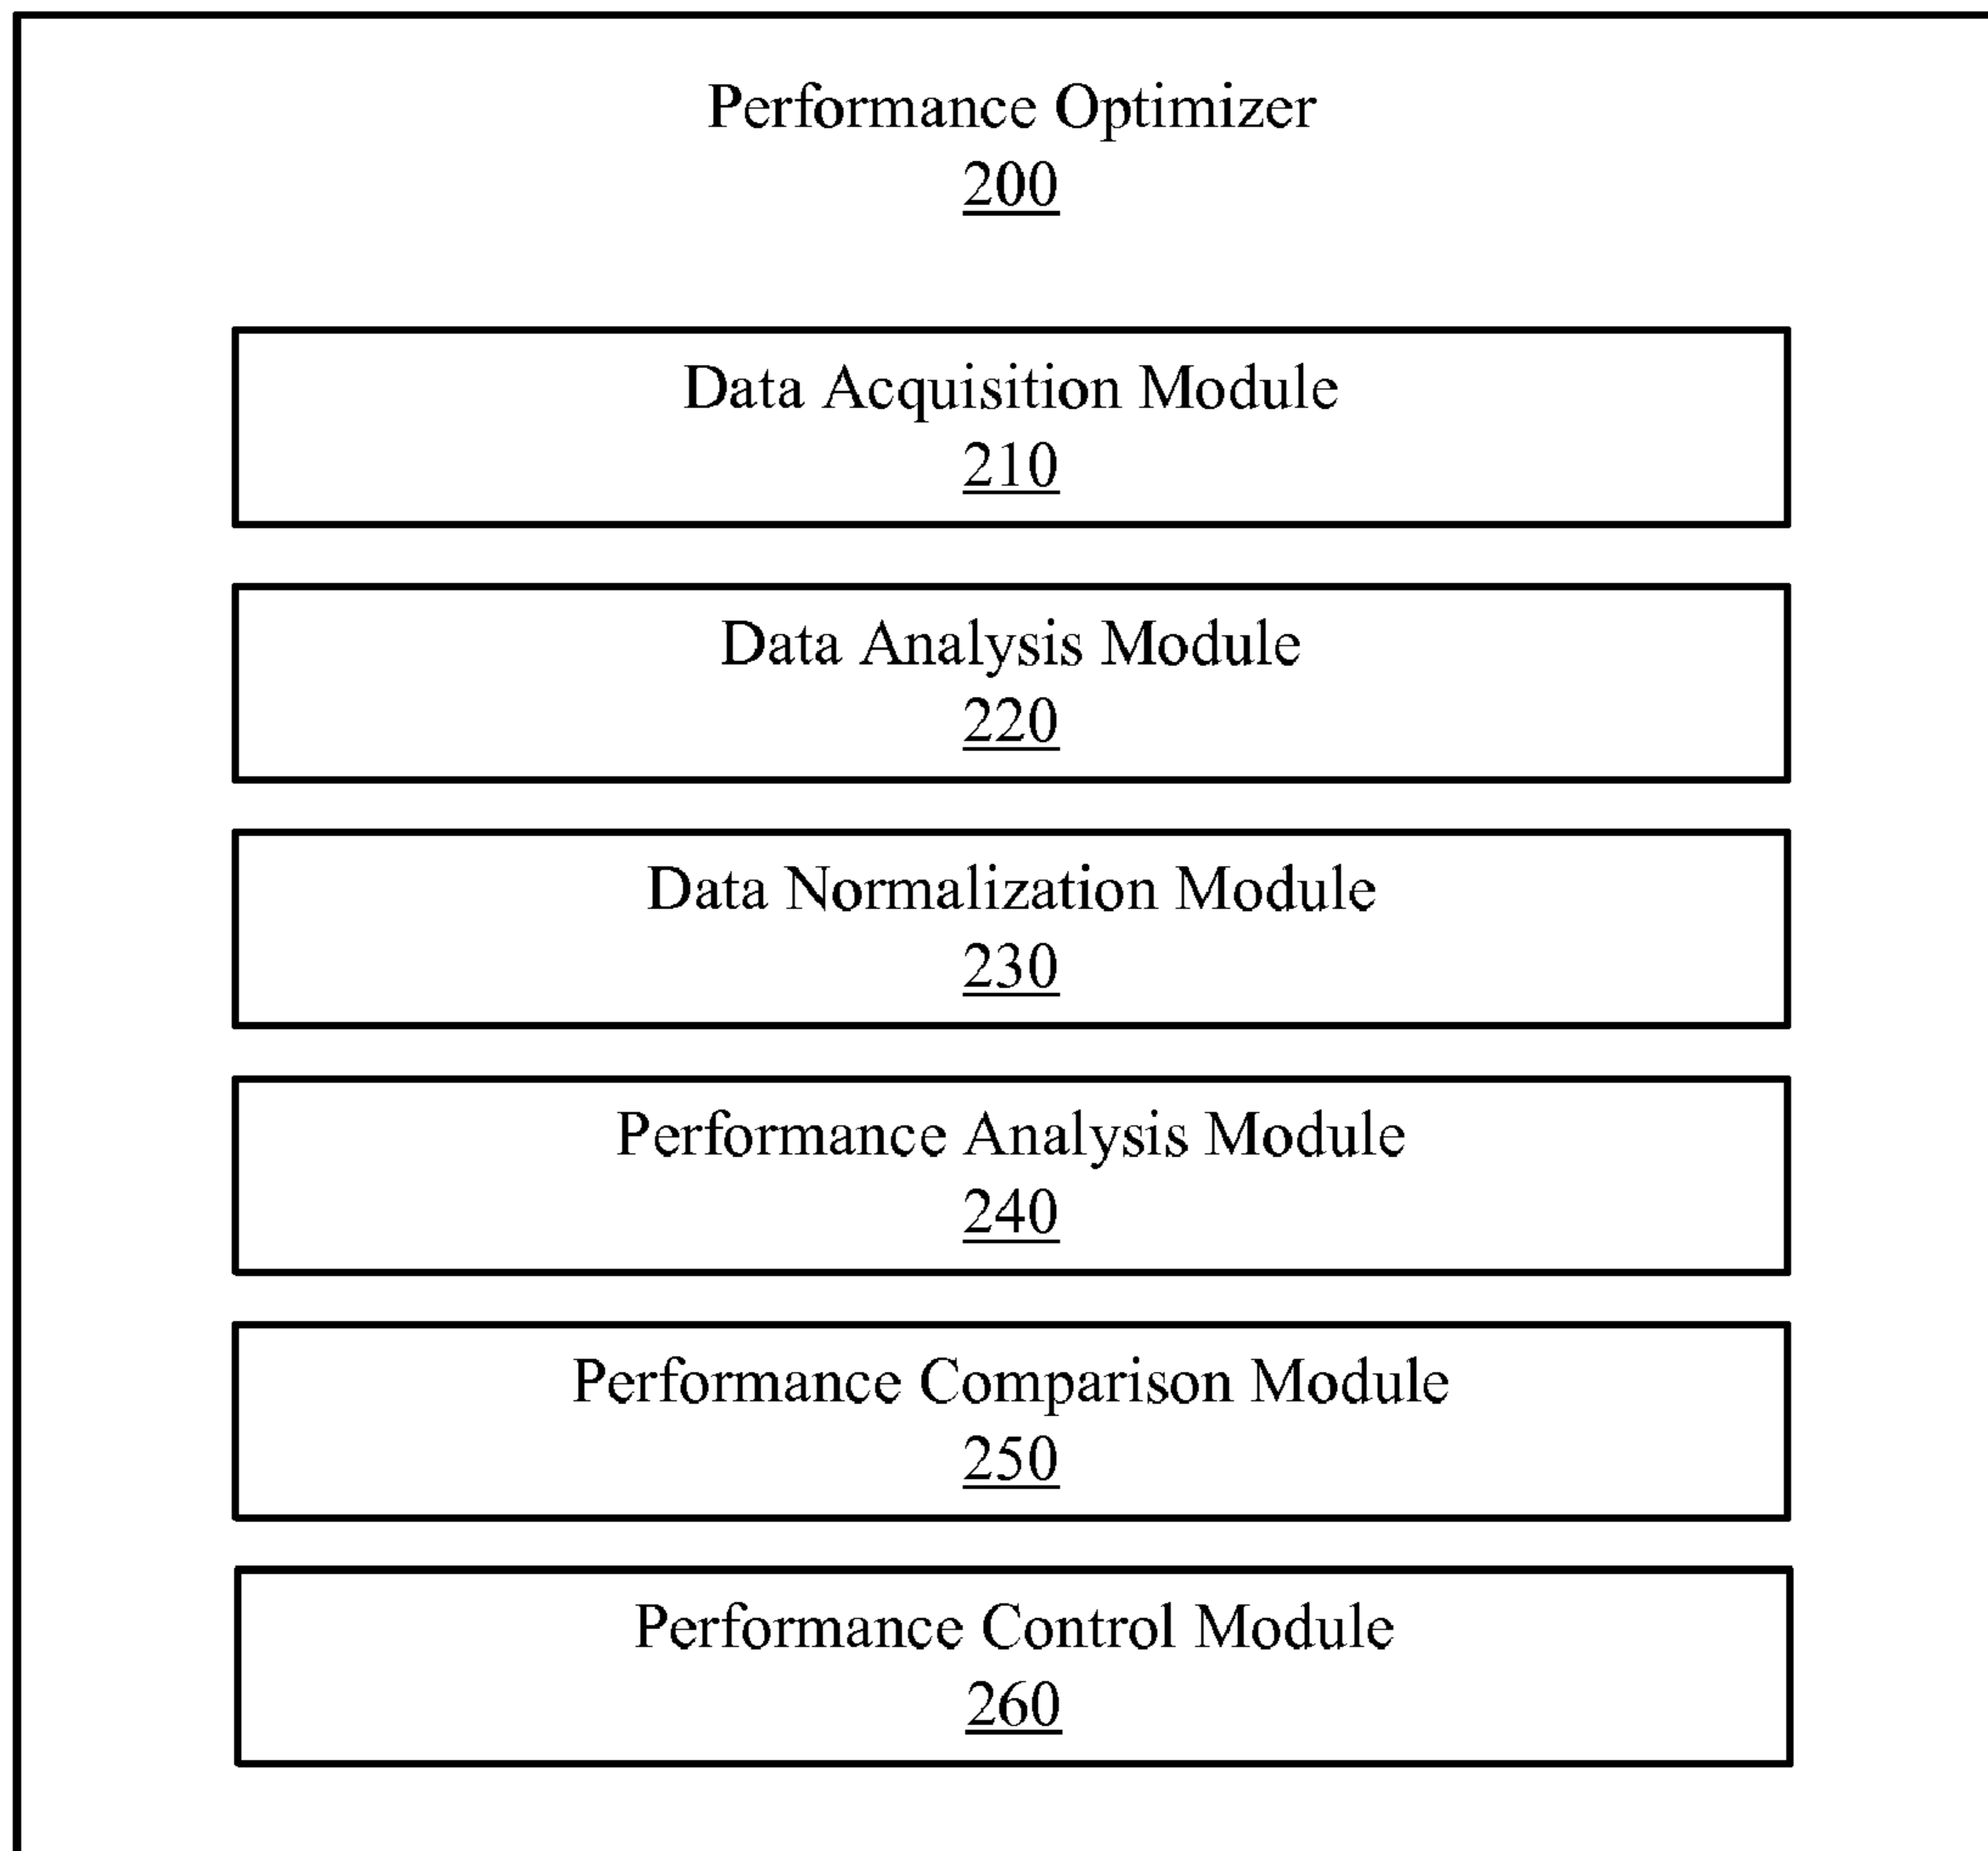 Performance Optimizer
200
Data Acquisition Module
210
Data Analysis Module
220
Data Normalization Module
230
Performance Analysis Module
240
Performance Comparison Module
250
Performance Control Module
260